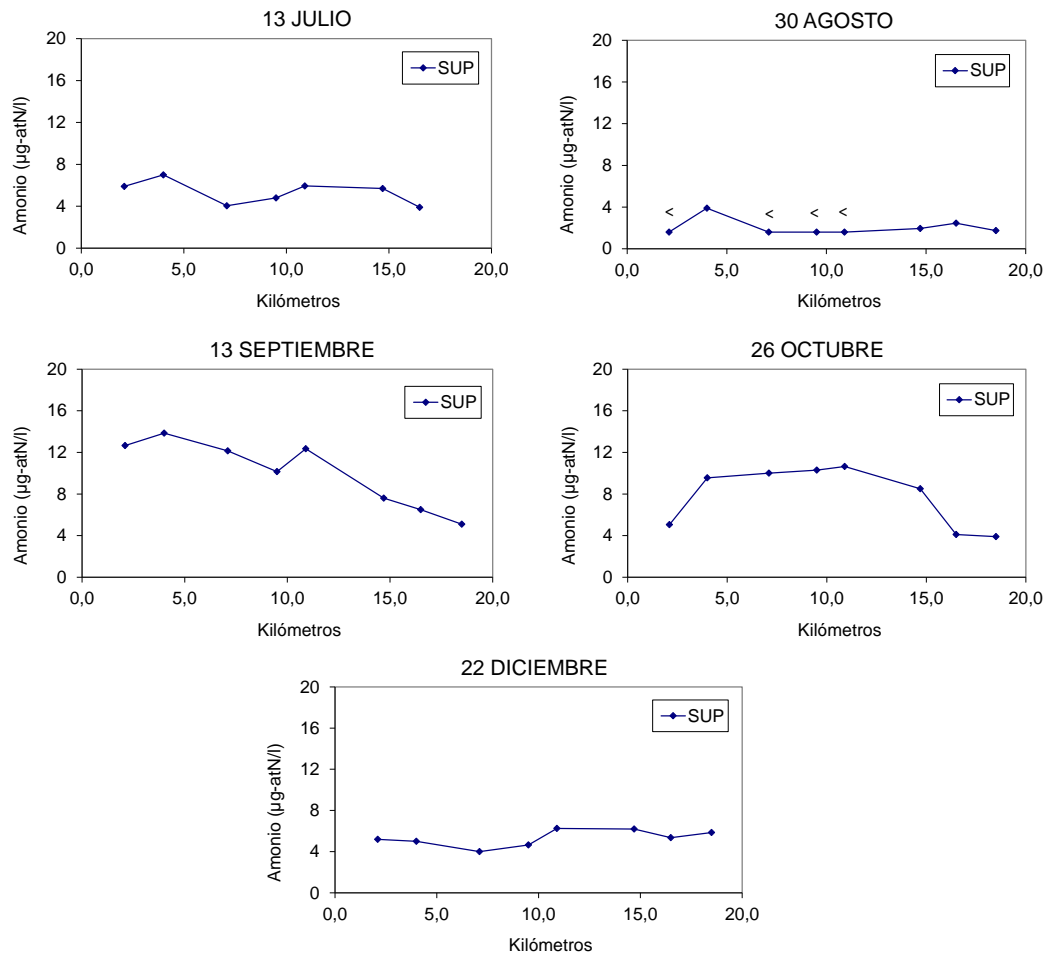 13 JULIO
20
16
12
8
4
0
Amonio (µg-atN/l)
SUP
0,0 5,0 10,0 15,0 20,0
Kilómetros
30 AGOSTO
20
16
12
8
4
0
Amonio (µg-atN/l)
SUP
< < < <
0,0 5,0 10,0 15,0 20,0
Kilómetros
13 SEPTIEMBRE
20
16
12
8
4
0
Amonio (µg-atN/l)
SUP
0,0 5,0 10,0 15,0 20,0
Kilómetros
26 OCTUBRE
20
16
12
8
4
0
Amonio (µg-atN/l)
SUP
0,0 5,0 10,0 15,0 20,0
Kilómetros
22 DICIEMBRE
20
16
12
8
4
0
Amonio (µg-atN/l)
SUP
0,0 5,0 10,0 15,0 20,0
Kilómetros